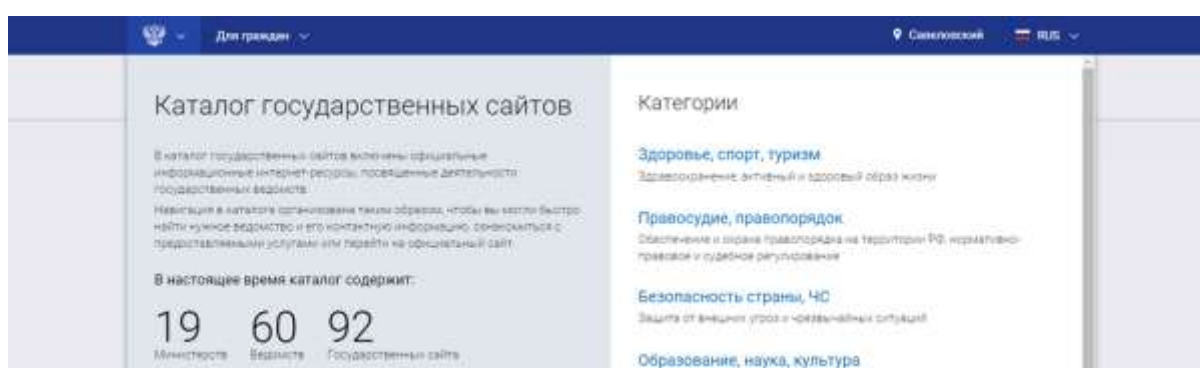 Для граждан
Савеловский
RUS
Каталог государственных сайтов
В каталог государственных сайтов включены официальные
информационные интернет-ресурсы, посвященные деятельности
государственных ведомств.
Навигация в каталоге организована таким образом, чтобы вы могли быстро
найти нужное ведомство и его контактную информацию, ознакомиться с
предоставляемыми услугами или перейти на официальный сайт.
В настоящее время каталог содержит:
19 60 92
Министерств Ведомств Государственных сайта
Категории
Здоровье, спорт, туризм
Здравоохранение, активный и здоровый образ жизни
Правосудие, правопорядок
Обеспечение и охрана правопорядка на территории РФ, нормативно-
правовое и судебное регулирование
Безопасность страны, ЧС
Защита от внешних угроз и чрезвычайных ситуаций
Образование, наука, культура